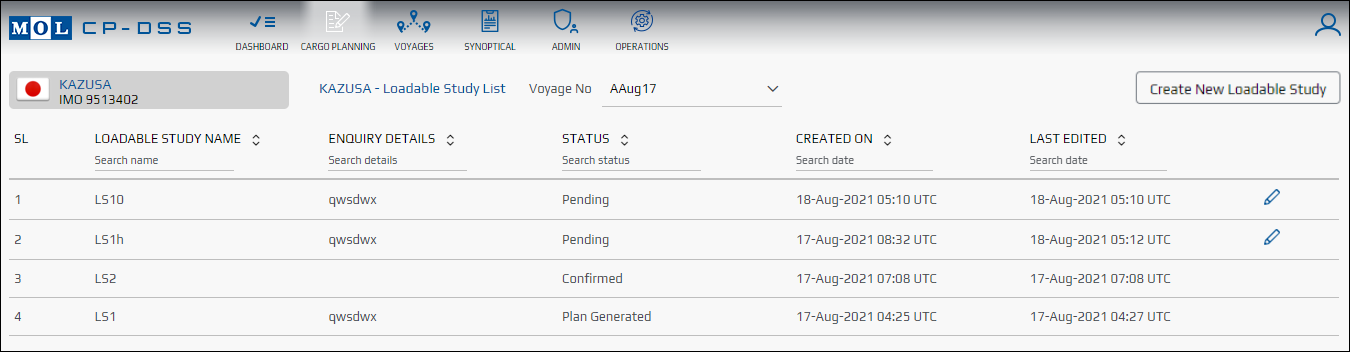 MOL CP-DSS
DASHBOARD CARGO PLANNING VOYAGES SYNOPTICAL ADMIN OPERATIONS
KAZUSA
IMO 9513402
KAZUSA - Loadable Study List Voyage No AAug17 Create New Loadable Study
SL LOADABLE STUDY NAME ENQUIRY DETAILS STATUS CREATED ON LAST EDITED
Search name Search details Search status Search date Search date
1 LS10 qwsdwx Pending 18-Aug-2021 05:10 UTC 18-Aug-2021 05:10 UTC
2 LS1h qwsdwx Pending 17-Aug-2021 08:32 UTC 18-Aug-2021 05:12 UTC
3 LS2 Confirmed 17-Aug-2021 07:08 UTC 17-Aug-2021 07:08 UTC
4 LS1 qwsdwx Plan Generated 17-Aug-2021 04:25 UTC 17-Aug-2021 04:27 UTC